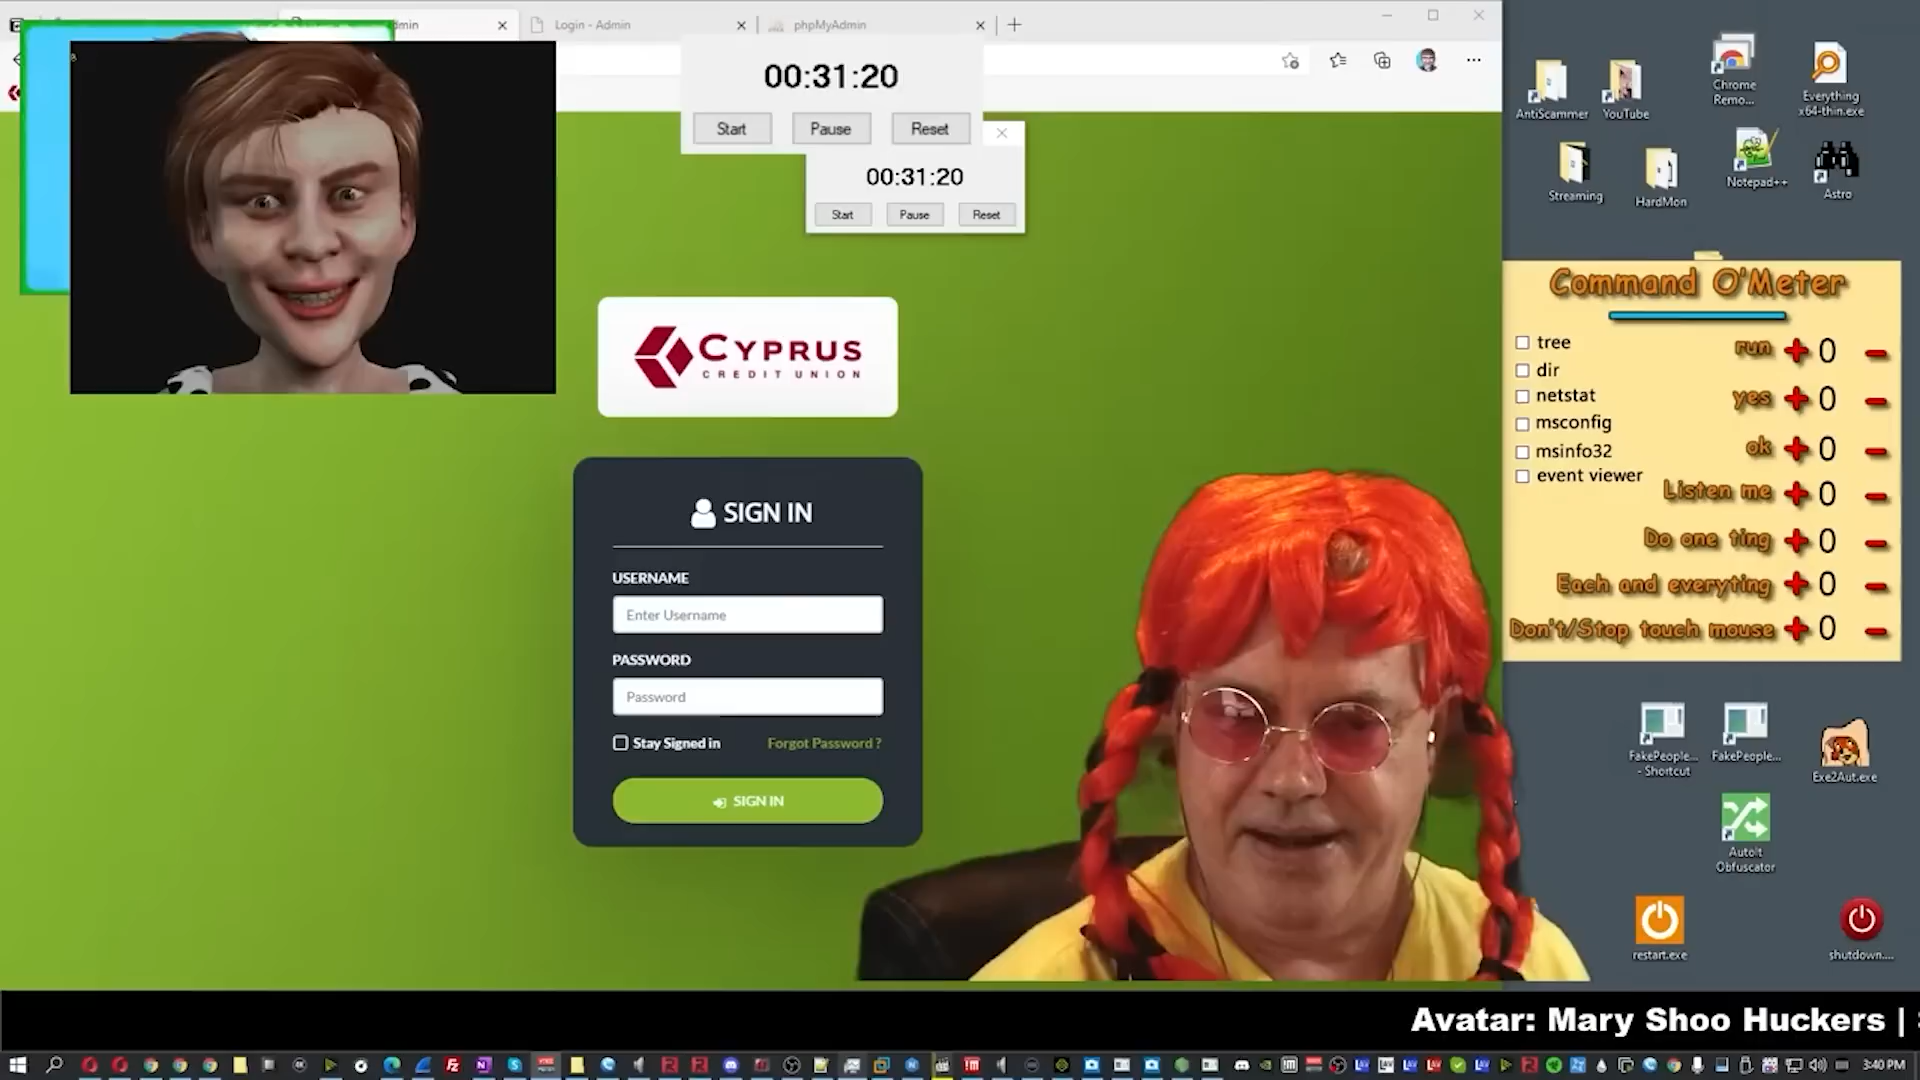 dmin
Login - Admin
phpMyAdmin
00:31:20
Start
Pause
Reset
00:31:20
Start
Pause
Reset
CYPRUS
CREDIT UNION
SIGN IN
USERNAME
Enter Username
PASSWORD
Password
Stay Signed in
Forgot Password ?
SIGN IN
AntiScammer
YouTube
Chrome
Remo...
Everything
x64-thin.exe
Streaming
HardMon
Notepad++
Astro
Command O'Meter
tree
dir
netstat
msconfig
msinfo32
event viewer
run + 0 -
yes + 0 -
ok + 0 -
Listen me + 0 -
Do one ting + 0 -
Each and everyting + 0 -
Don't/Stop touch mouse + 0 -
FakePeople...
- Shortcut
FakePeople...
Exe2Aut.exe
AutoIt
Obfuscator
restart.exe
shutdown....
Avatar: Mary Shoo Huckers |
3:40 PM